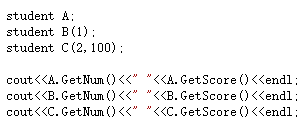 student A;
student B(1);
student C(2,100);
cout<<A.GetNum()<<" "<<A.GetScore()<<endl;
cout<<B.GetNum()<<" "<<B.GetScore()<<endl;
cout<<C.GetNum()<<" "<<C.GetScore()<<endl;